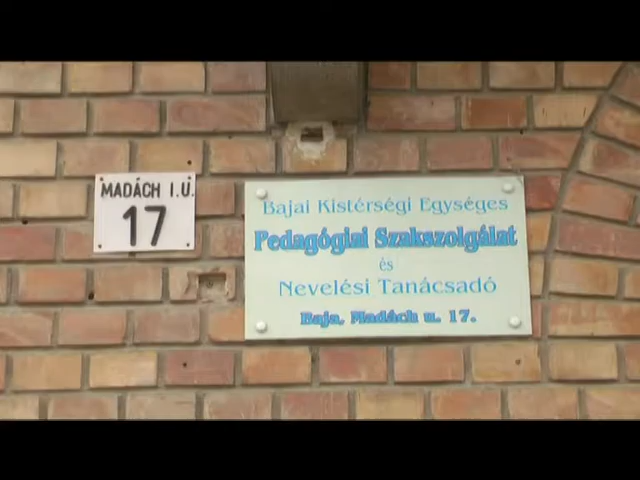 MADÁCH I.U.
17
Bajai Kistérségi Egységes
Pedagógiai Szakszolgálat
és
Nevelési Tanácsadó
Baja, Madách u. 17.